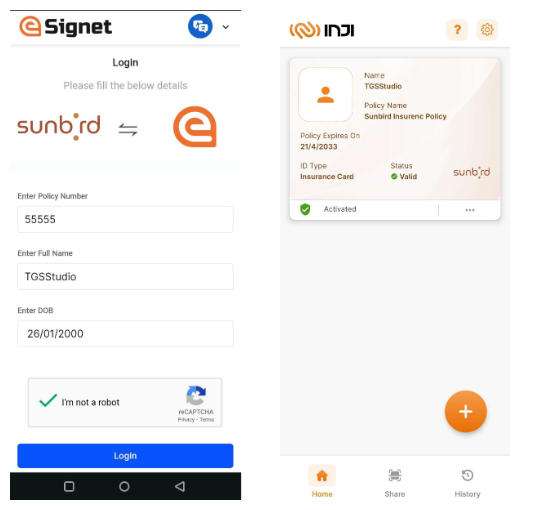 eSignet
Login
Please fill the below details
sunbird
Enter Policy Number
55555
Enter Full Name
TGSStudio
Enter DOB
26/01/2000
I'm not a robot
reCAPTCHA
Privacy - Terms
Login
INJI
?
Name
TGSStudio
Policy Name
Sunbird Insurenc Policy
Policy Expires On
21/4/2033
ID Type
Status
Insurance Card
Valid
sunbird
Activated
...
+
Home
Share
History